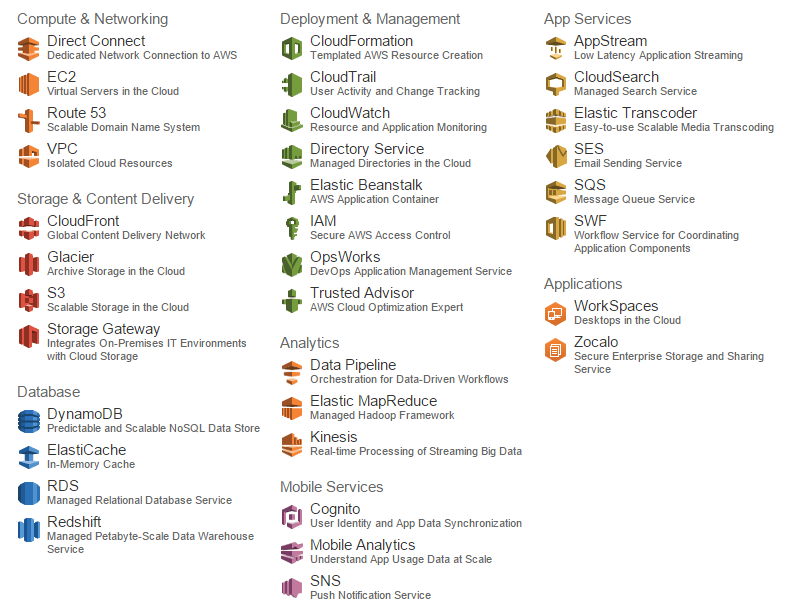 Compute & Networking
Direct Connect
Dedicated Network Connection to AWS
EC2
Virtual Servers in the Cloud
Route 53
Scalable Domain Name System
VPC
Isolated Cloud Resources
Storage & Content Delivery
CloudFront
Global Content Delivery Network
Glacier
Archive Storage in the Cloud
S3
Scalable Storage in the Cloud
Storage Gateway
Integrates On-Premises IT Environments
with Cloud Storage
Database
DynamoDB
Predictable and Scalable NoSQL Data Store
ElastiCache
In-Memory Cache
RDS
Managed Relational Database Service
Redshift
Managed Petabyte-Scale Data Warehouse
Service
Deployment & Management
CloudFormation
Templated AWS Resource Creation
CloudTrail
User Activity and Change Tracking
CloudWatch
Resource and Application Monitoring
Directory Service
Managed Directories in the Cloud
Elastic Beanstalk
AWS Application Container
IAM
Secure AWS Access Control
OpsWorks
DevOps Application Management Service
Trusted Advisor
AWS Cloud Optimization Expert
Analytics
Data Pipeline
Orchestration for Data-Driven Workflows
Elastic MapReduce
Managed Hadoop Framework
Kinesis
Real-time Processing of Streaming Big Data
Mobile Services
Cognito
User Identity and App Data Synchronization
Mobile Analytics
Understand App Usage Data at Scale
SNS
Push Notification Service
App Services
AppStream
Low Latency Application Streaming
CloudSearch
Managed Search Service
Elastic Transcoder
Easy-to-use Scalable Media Transcoding
SES
Email Sending Service
SQS
Message Queue Service
SWF
Workflow Service for Coordinating
Application Components
Applications
WorkSpaces
Desktops in the Cloud
Zocalo
Secure Enterprise Storage and Sharing
Service